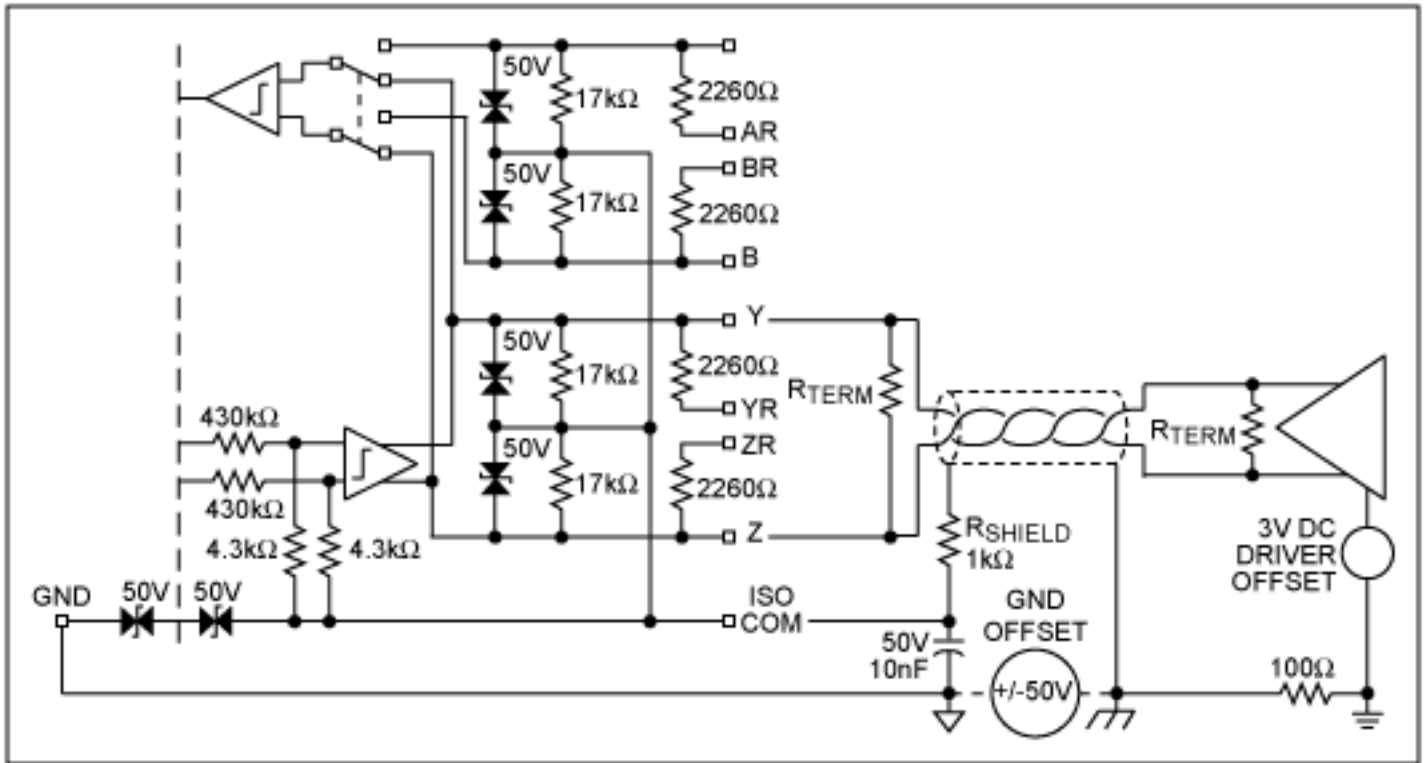 50V
17kΩ
2260Ω
AR
BR
50V
17kΩ
2260Ω
B
Y
50V
17kΩ
2260Ω
YR
RTERM
RTERM
430kΩ
50V
ZR
17kΩ
2260Ω
430kΩ
Z
4.3kΩ
4.3kΩ
RSHIELD
1kΩ
3V DC
DRIVER
OFFSET
GND
50V
50V
ISO
COM
GND
OFFSET
50V
10nF
+/-50V
100Ω